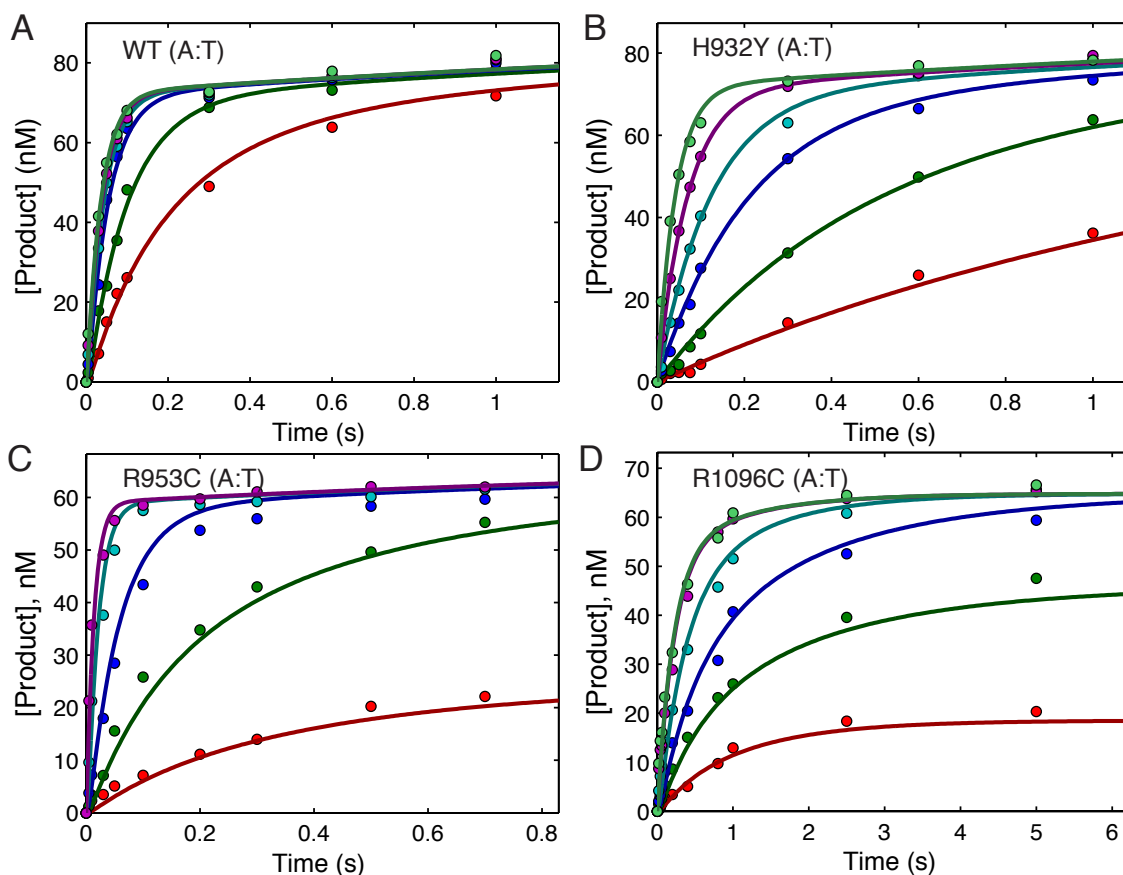 A
WT (A:T)
[Product] (nM)
80
60
40
20
0
0 0.2 0.4 0.6 0.8 1
Time (s)
B
H932Y (A:T)
[Product] (nM)
80
60
40
20
0
0 0.2 0.4 0.6 0.8 1
Time (s)
C
R953C (A:T)
[Product], nM
60
50
40
30
20
10
0
0 0.2 0.4 0.6 0.8
Time (s)
D
R1096C (A:T)
[Product], nM
70
60
50
40
30
20
10
0
0 1 2 3 4 5 6
Time (s)